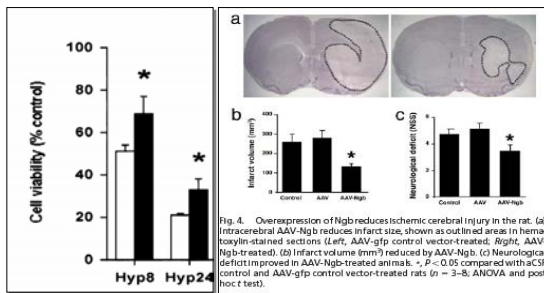 Cell viability (% control)
100
80
60
40
20
0
*
*
Hyp8 Hyp24
a
b
Infarct volume (mm³)
400
300
200
100
0
*
Control AAV AAV-Ngb
c
Neurological deficit (NSS)
6
4
2
0
*
Control AAV AAV-Ngb
Fig. 4. Overexpression of Ngb reduces ischemic cerebral injury in the rat. (a)
Intracerebral AAV-Ngb reduces infarct size, shown as outlined areas in hema-
toxylin-stained sections (Left, AAV-gfp control vector-treated; Right, AAV-
Ngb-treated). (b) Infarct volume (mm³) reduced by AAV-Ngb. (c) Neurological
deficit improved in AAV-Ngb-treated animals. *, P < 0.05 compared with aCSF
control and AAV-gfp control vector-treated rats (n = 3–8; ANOVA and post
hoc t test).